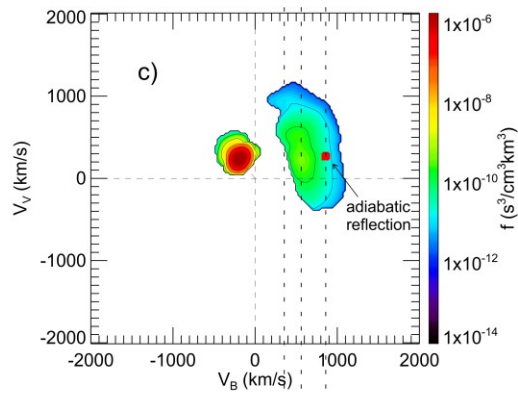 2000
1000
0
-1000
-2000
V_V (km/s)
c)
adiabatic
reflection
-2000 -1000 0 1000 2000
V_B (km/s)
1x10^-6
1x10^-8
1x10^-10
1x10^-12
1x10^-14
f (s^3/cm^3km^3)